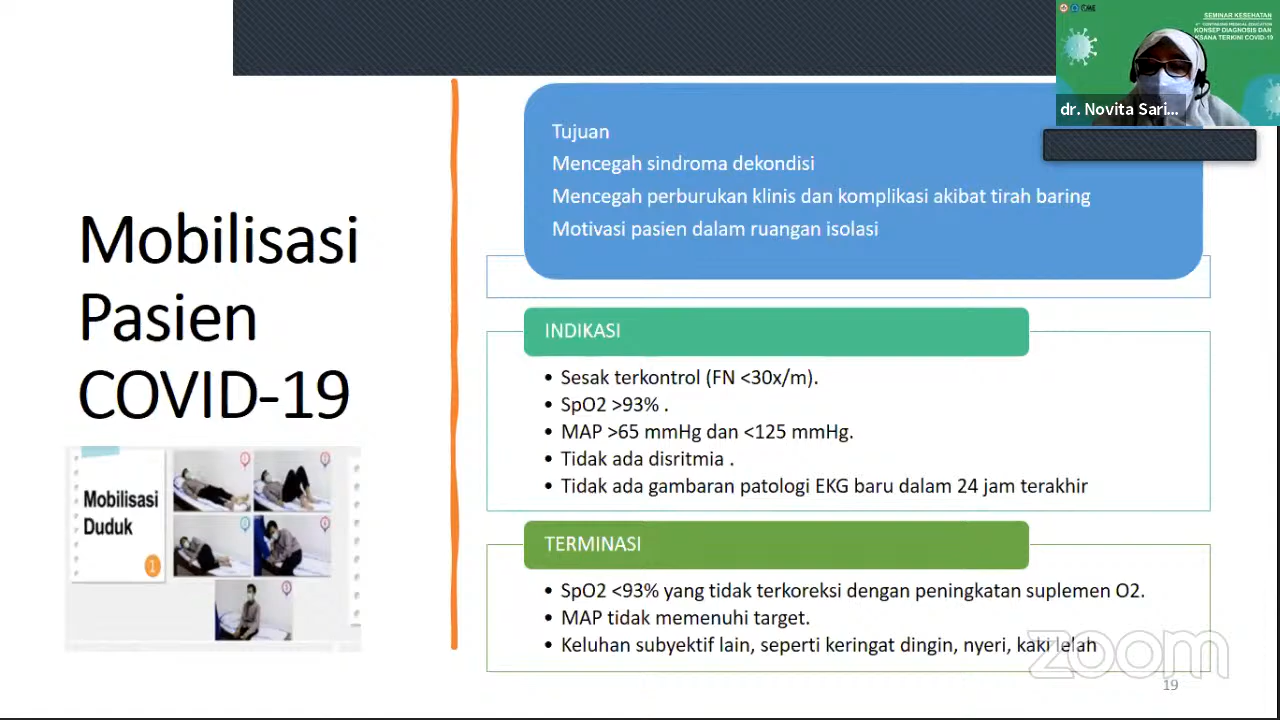 Mobilisasi
Pasien
COVID-19
Mobilisasi
Duduk
1
Tujuan
Mencegah sindroma dekondisi
Mencegah perburukan klinis dan komplikasi akibat tirah baring
Motivasi pasien dalam ruangan isolasi
INDIKASI
• Sesak terkontrol (FN <30x/m).
• SpO2 >93% .
• MAP >65 mmHg dan <125 mmHg.
• Tidak ada disritmia .
• Tidak ada gambaran patologi EKG baru dalam 24 jam terakhir
TERMINASI
• SpO2 <93% yang tidak terkoreksi dengan peningkatan suplemen O2.
• MAP tidak memenuhi target.
• Keluhan subyektif lain, seperti keringat dingin, nyeri, kaki lelah
zoom
19
SEMINAR KESEHATAN
KONSEP DIAGNOSIS DAN
KSANA TERKINI COVID-19
dr. Novita Sari...